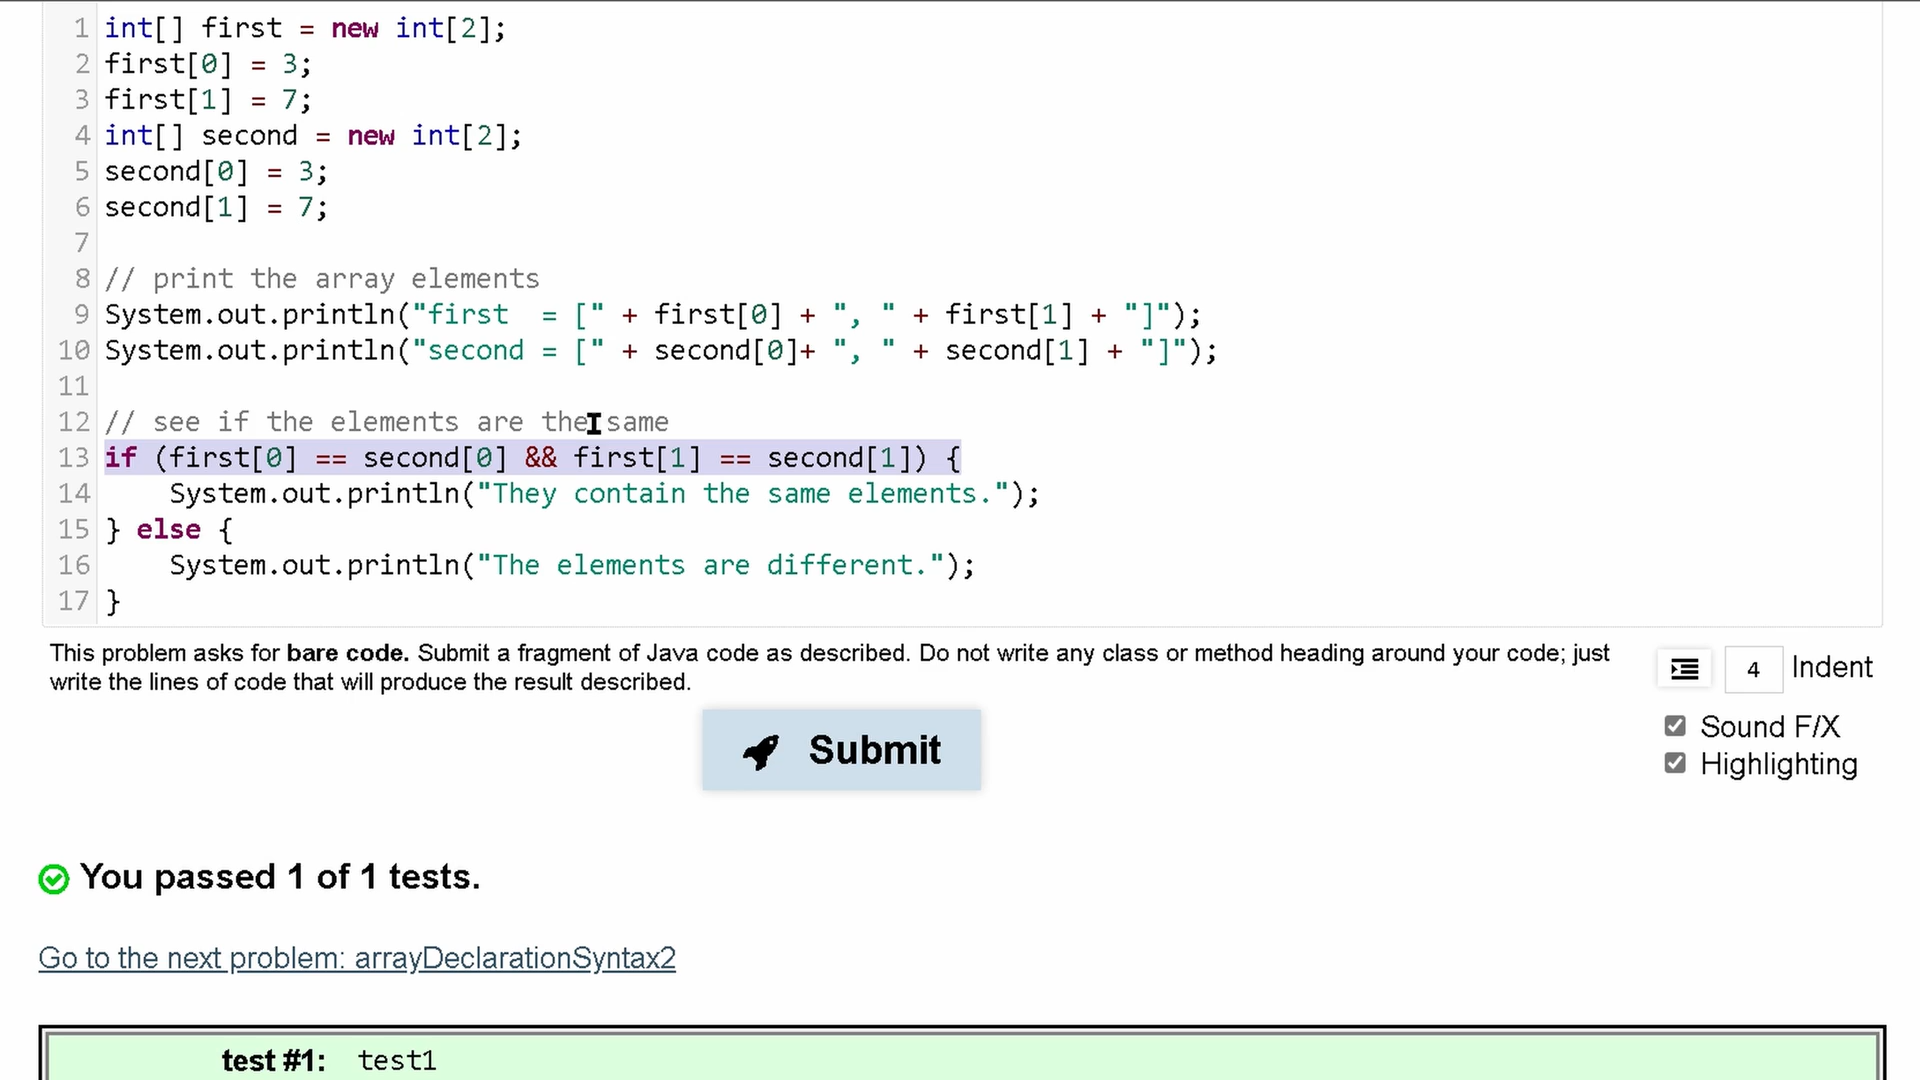 1 int[] first = new int[2];
2 first[0] = 3;
3 first[1] = 7;
4 int[] second = new int[2];
5 second[0] = 3;
6 second[1] = 7;
7
8 // print the array elements
9 System.out.println("first  = [" + first[0] + ", " + first[1] + "]");
10 System.out.println("second = [" + second[0]+ ", " + second[1] + "]");
11
12 // see if the elements are the same
13 if (first[0] == second[0] && first[1] == second[1]) {
14     System.out.println("They contain the same elements.");
15 } else {
16     System.out.println("The elements are different.");
17 }
This problem asks for bare code. Submit a fragment of Java code as described. Do not write any class or method heading around your code; just
write the lines of code that will produce the result described.
4 Indent
Sound F/X
Highlighting
Submit
You passed 1 of 1 tests.
Go to the next problem: arrayDeclarationSyntax2
test #1: test1